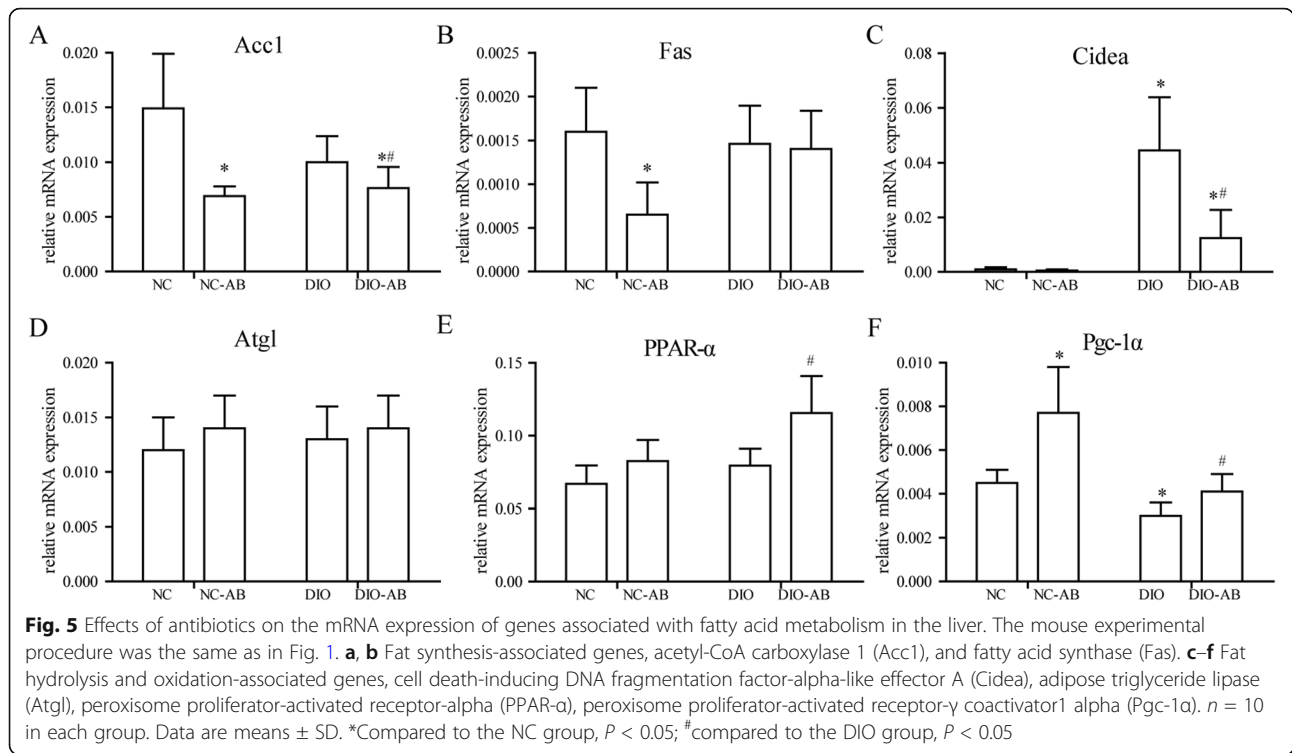 A
Acc1
relative mRNA expression
0.020
0.015
0.010
0.005
0.000
*
*#
NC
NC-AB
DIO
DIO-AB
B
Fas
relative mRNA expression
0.0025
0.0020
0.0015
0.0010
0.0005
0.0000
*
NC
NC-AB
DIO
DIO-AB
C
Cidea
relative mRNA expression
0.08
0.06
0.04
0.02
0.00
*
*#
NC
NC-AB
DIO
DIO-AB
D
Atgl
relative mRNA expression
0.020
0.015
0.010
0.005
0.000
NC
NC-AB
DIO
DIO-AB
E
PPAR-α
relative mRNA expression
0.15
0.10
0.05
0.00
#
NC
NC-AB
DIO
DIO-AB
F
Pgc-1α
relative mRNA expression
0.010
0.008
0.006
0.004
0.002
0.000
*
*
#
NC
NC-AB
DIO
DIO-AB
Fig. 5 Effects of antibiotics on the mRNA expression of genes associated with fatty acid metabolism in the liver. The mouse experimental
procedure was the same as in Fig. 1. a, b Fat synthesis-associated genes, acetyl-CoA carboxylase 1 (Acc1), and fatty acid synthase (Fas). c–f Fat
hydrolysis and oxidation-associated genes, cell death-inducing DNA fragmentation factor-alpha-like effector A (Cidea), adipose triglyceride lipase
(Atgl), peroxisome proliferator-activated receptor-alpha (PPAR-α), peroxisome proliferator-activated receptor-γ coactivator1 alpha (Pgc-1α). n = 10
in each group. Data are means ± SD. *Compared to the NC group, P < 0.05; #compared to the DIO group, P < 0.05